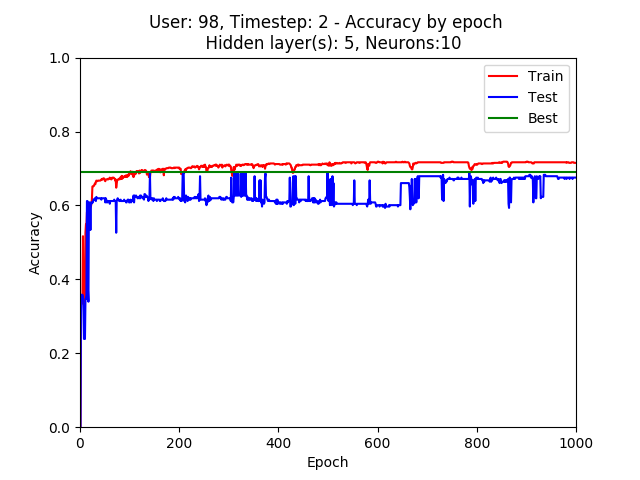 User: 98, Timestep: 2 - Accuracy by epoch
Hidden layer(s): 5, Neurons:10
1.0
0.8
0.6
0.4
0.2
0.0
Accuracy
Train
Test
Best
0 200 400 600 800 1000
Epoch